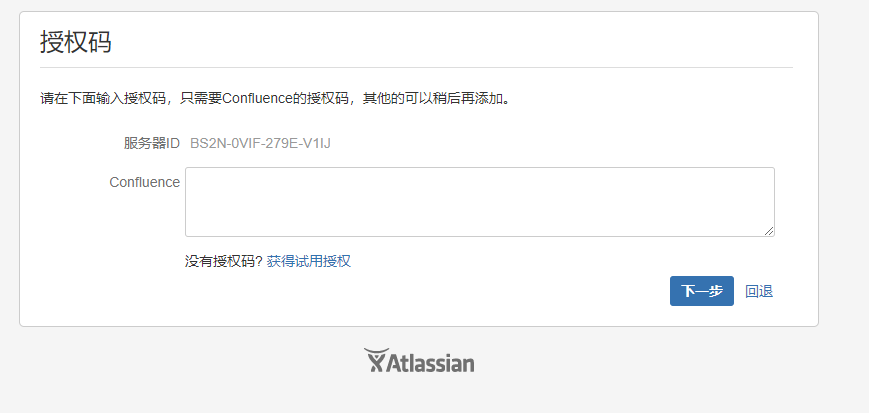 授权码
请在下面输入授权码，只需要Confluence的授权码，其他的可以稍后再添加。
服务器ID BS2N-0VIF-279E-V1IJ
Confluence
没有授权码? 获得试用授权
下一步 回退
Atlassian